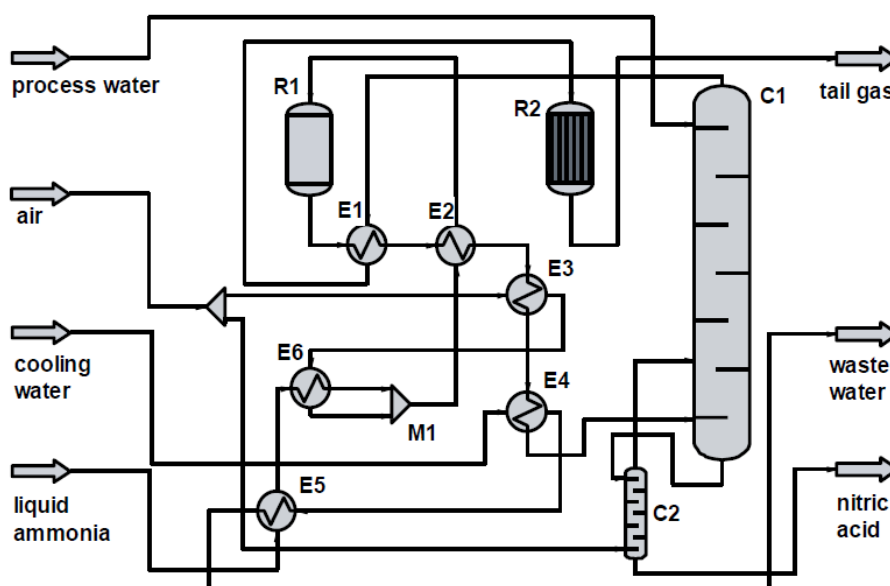 process water
R1
R2
C1
tail gas
air
E1
E2
E3
cooling
water
E6
M1
E4
waste
water
liquid
ammonia
E5
C2
nitric
acid